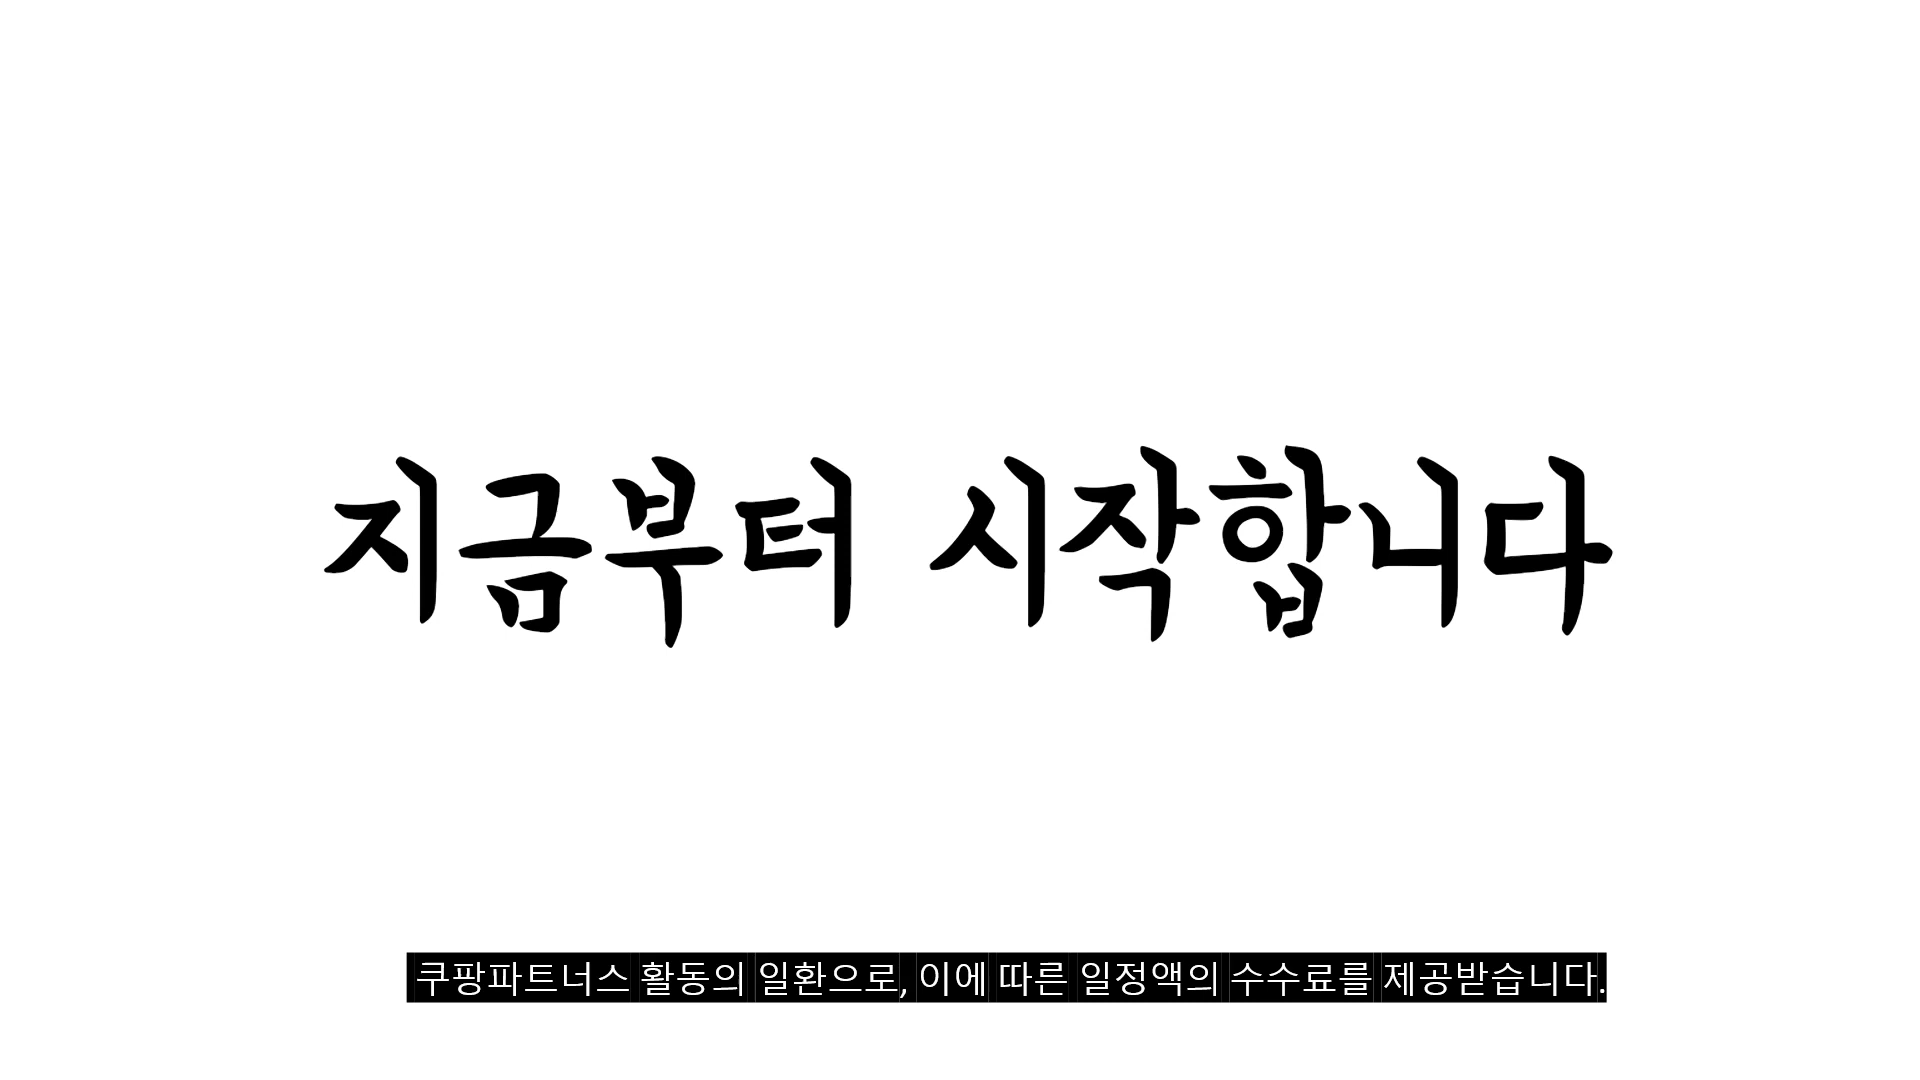 지금부터 시작합니다
쿠팡파트너스 활동의 일환으로, 이에 따른 일정액의 수수료를 제공받습니다.